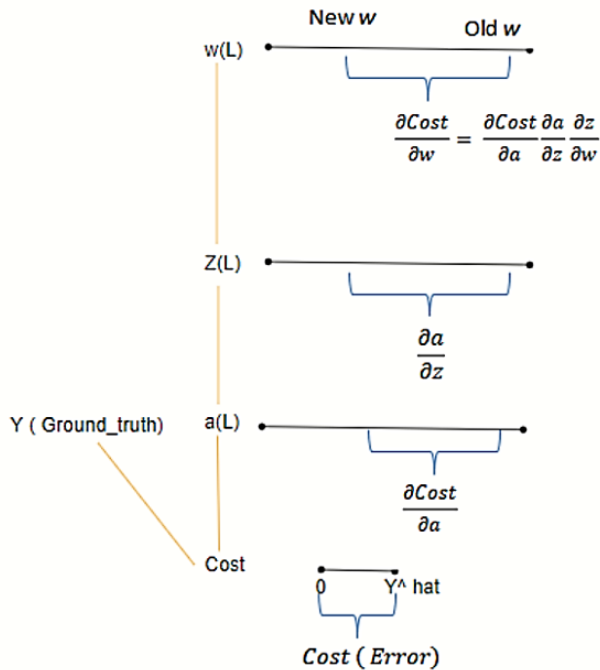 New w
Old w
w(L)
∂Cost/∂w = ∂Cost/∂a ∂a/∂z ∂z/∂w
Z(L)
∂a/∂z
Y ( Ground_truth)
a(L)
∂Cost/∂a
Cost
0
Y^ hat
Cost ( Error)